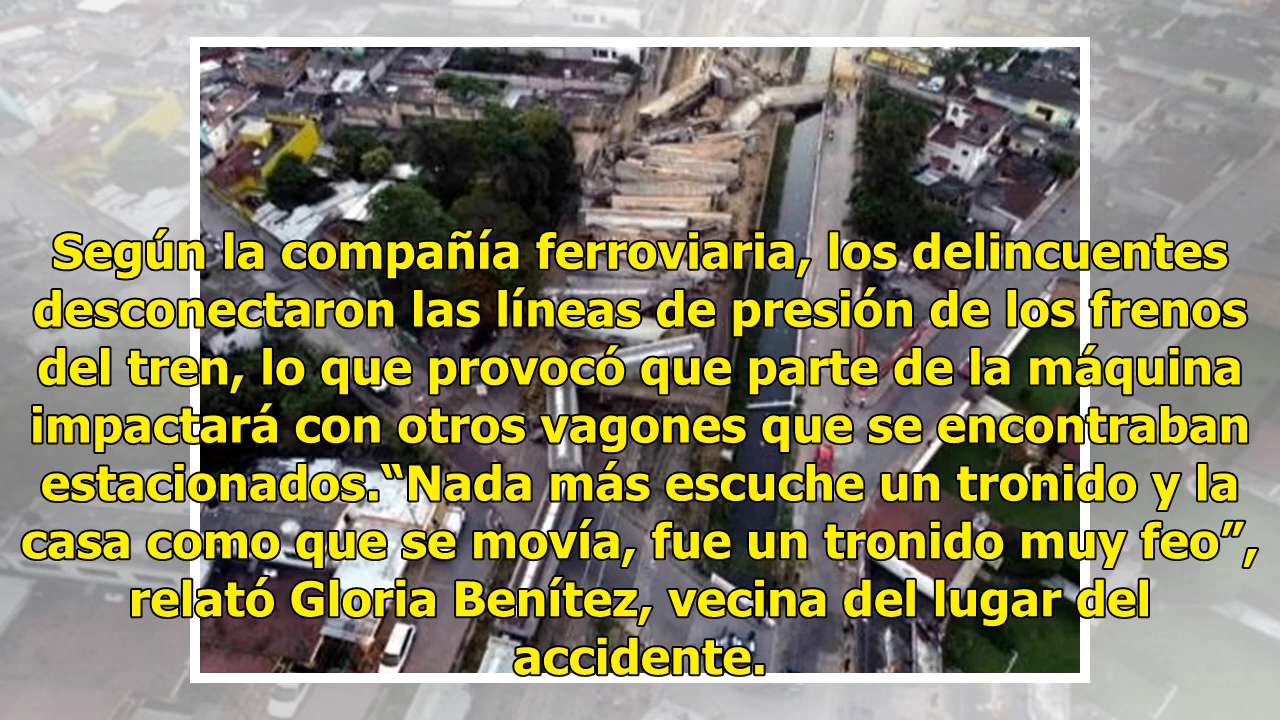 Según la compañía ferroviaria, los delincuentes
desconectaron las líneas de presión de los frenos
del tren, lo que provocó que parte de la máquina
impactará con otros vagones que se encontraban
estacionados.“Nada más escuche un tronido y la
casa como que se movía, fue un tronido muy feo”,
relató Gloria Benítez, vecina del lugar del
accidente.